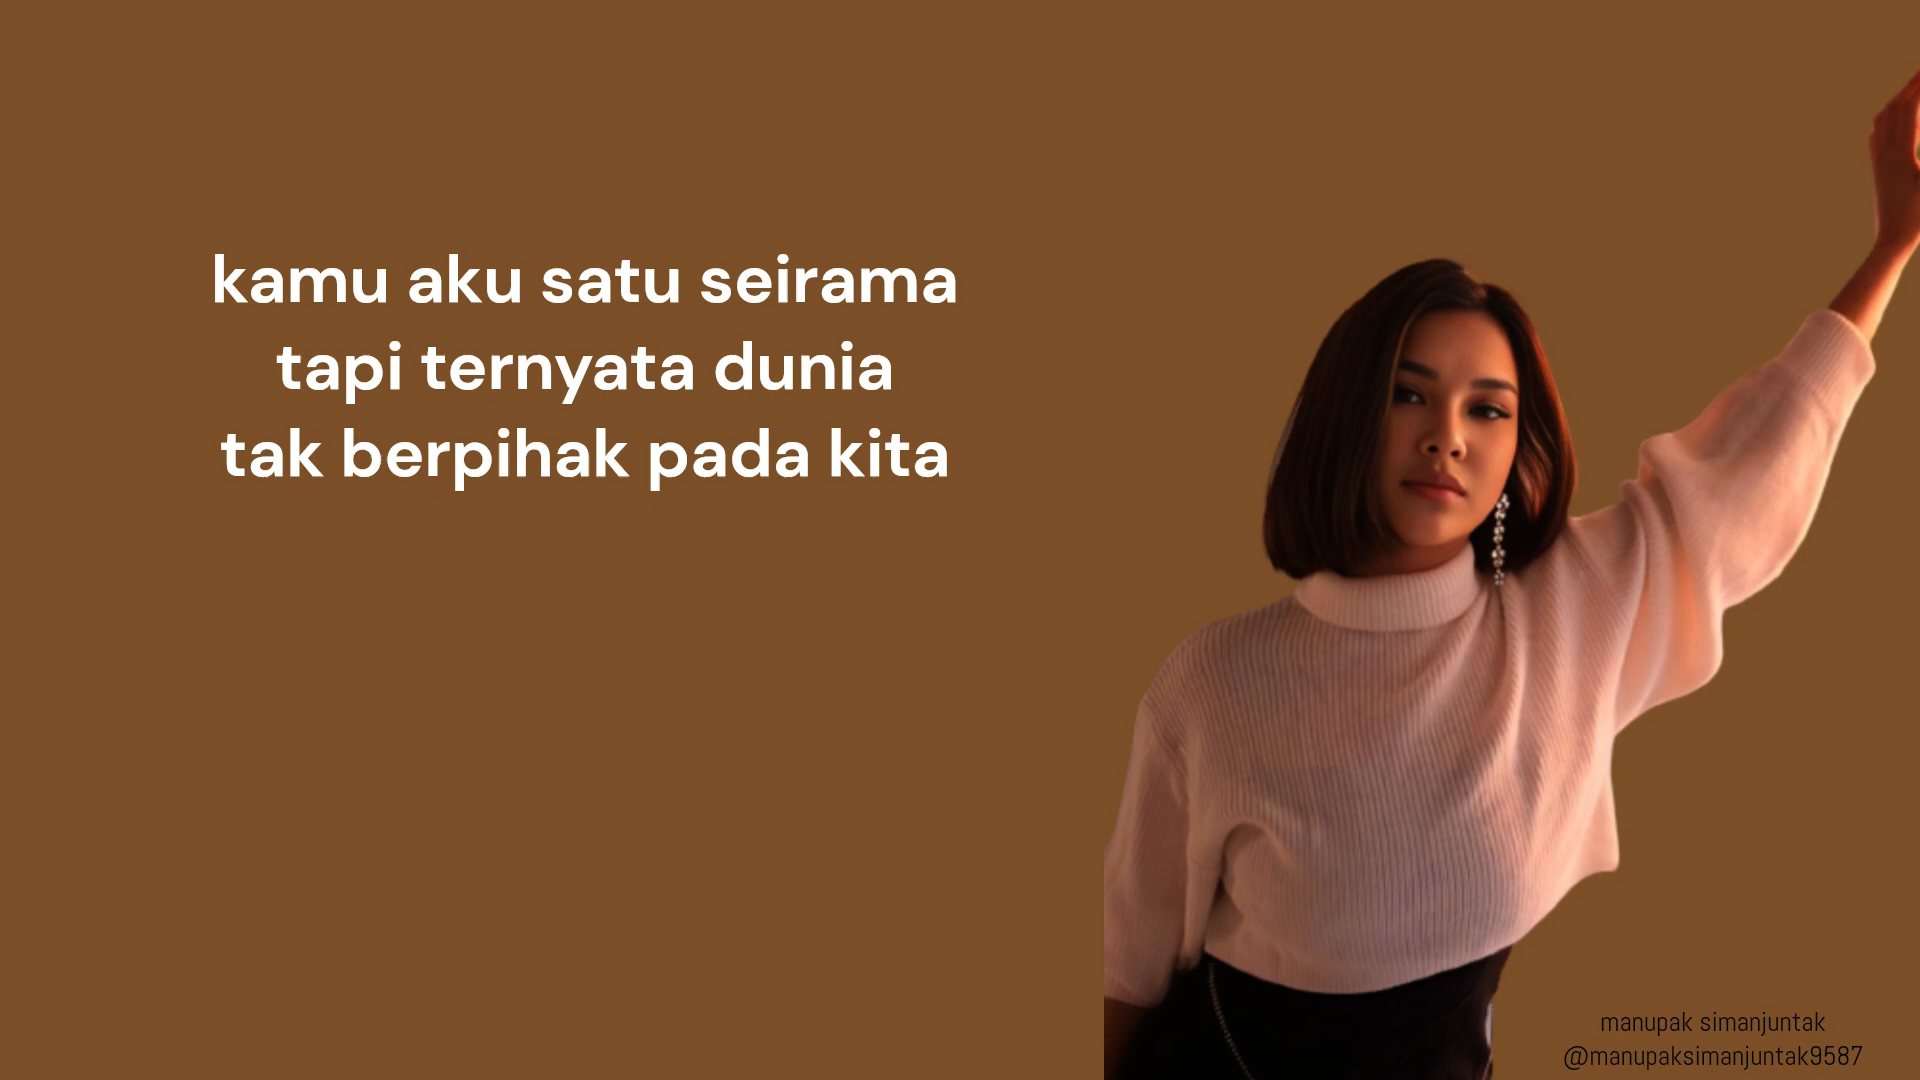 kamu aku satu seirama
tapi ternyata dunia
tak berpihak pada kita
manupak simanjuntak
@manupaksimanjuntak9587